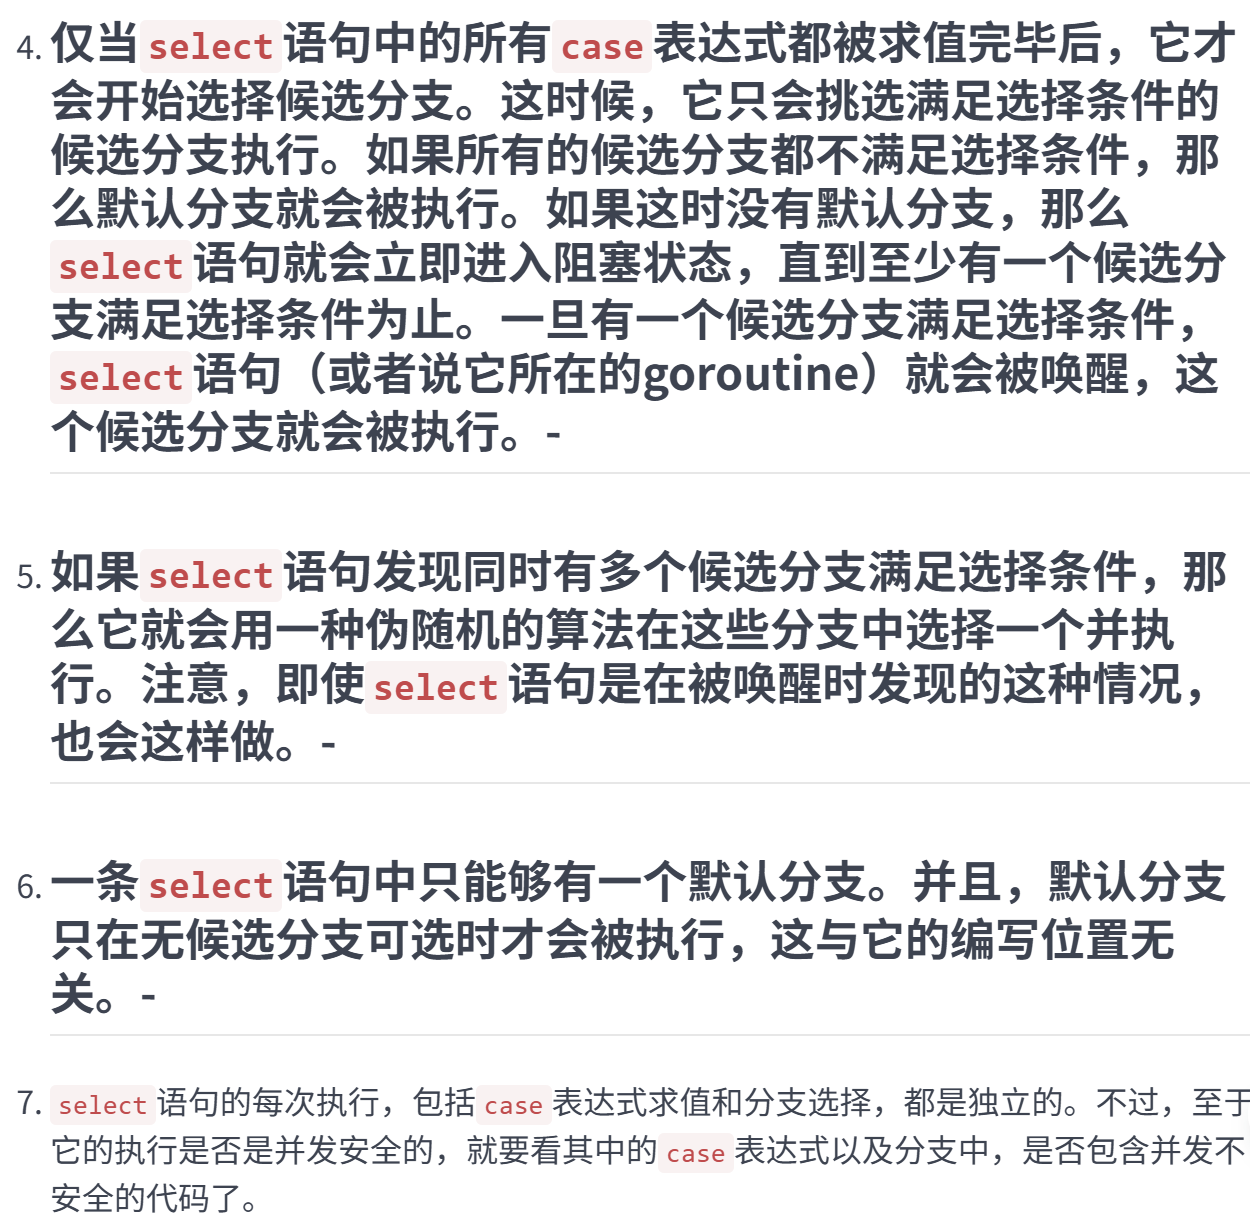 4. 仅当select语句中的所有case表达式都被求值完毕后，它才
会开始选择候选分支。这时候，它只会挑选满足选择条件的
候选分支执行。如果所有的候选分支都不满足选择条件，那
么默认分支就会被执行。如果这时没有默认分支，那么
select语句就会立即进入阻塞状态，直到至少有一个候选分
支满足选择条件为止。一旦有一个候选分支满足选择条件，
select语句（或者说它所在的goroutine）就会被唤醒，这
个候选分支就会被执行。-
5. 如果select语句发现同时有多个候选分支满足选择条件，那
么它就会用一种伪随机的算法在这些分支中选择一个并执
行。注意，即使select语句是在被唤醒时发现的这种情况，
也会这样做。-
6. 一条select语句中只能够有一个默认分支。并且，默认分支
只在无候选分支可选时才会被执行，这与它的编写位置无
关。-
7. select语句的每次执行，包括case表达式求值和分支选择，都是独立的。不过，至于
它的执行是否是并发安全的，就要看其中的case表达式以及分支中，是否包含并发不
安全的代码了。